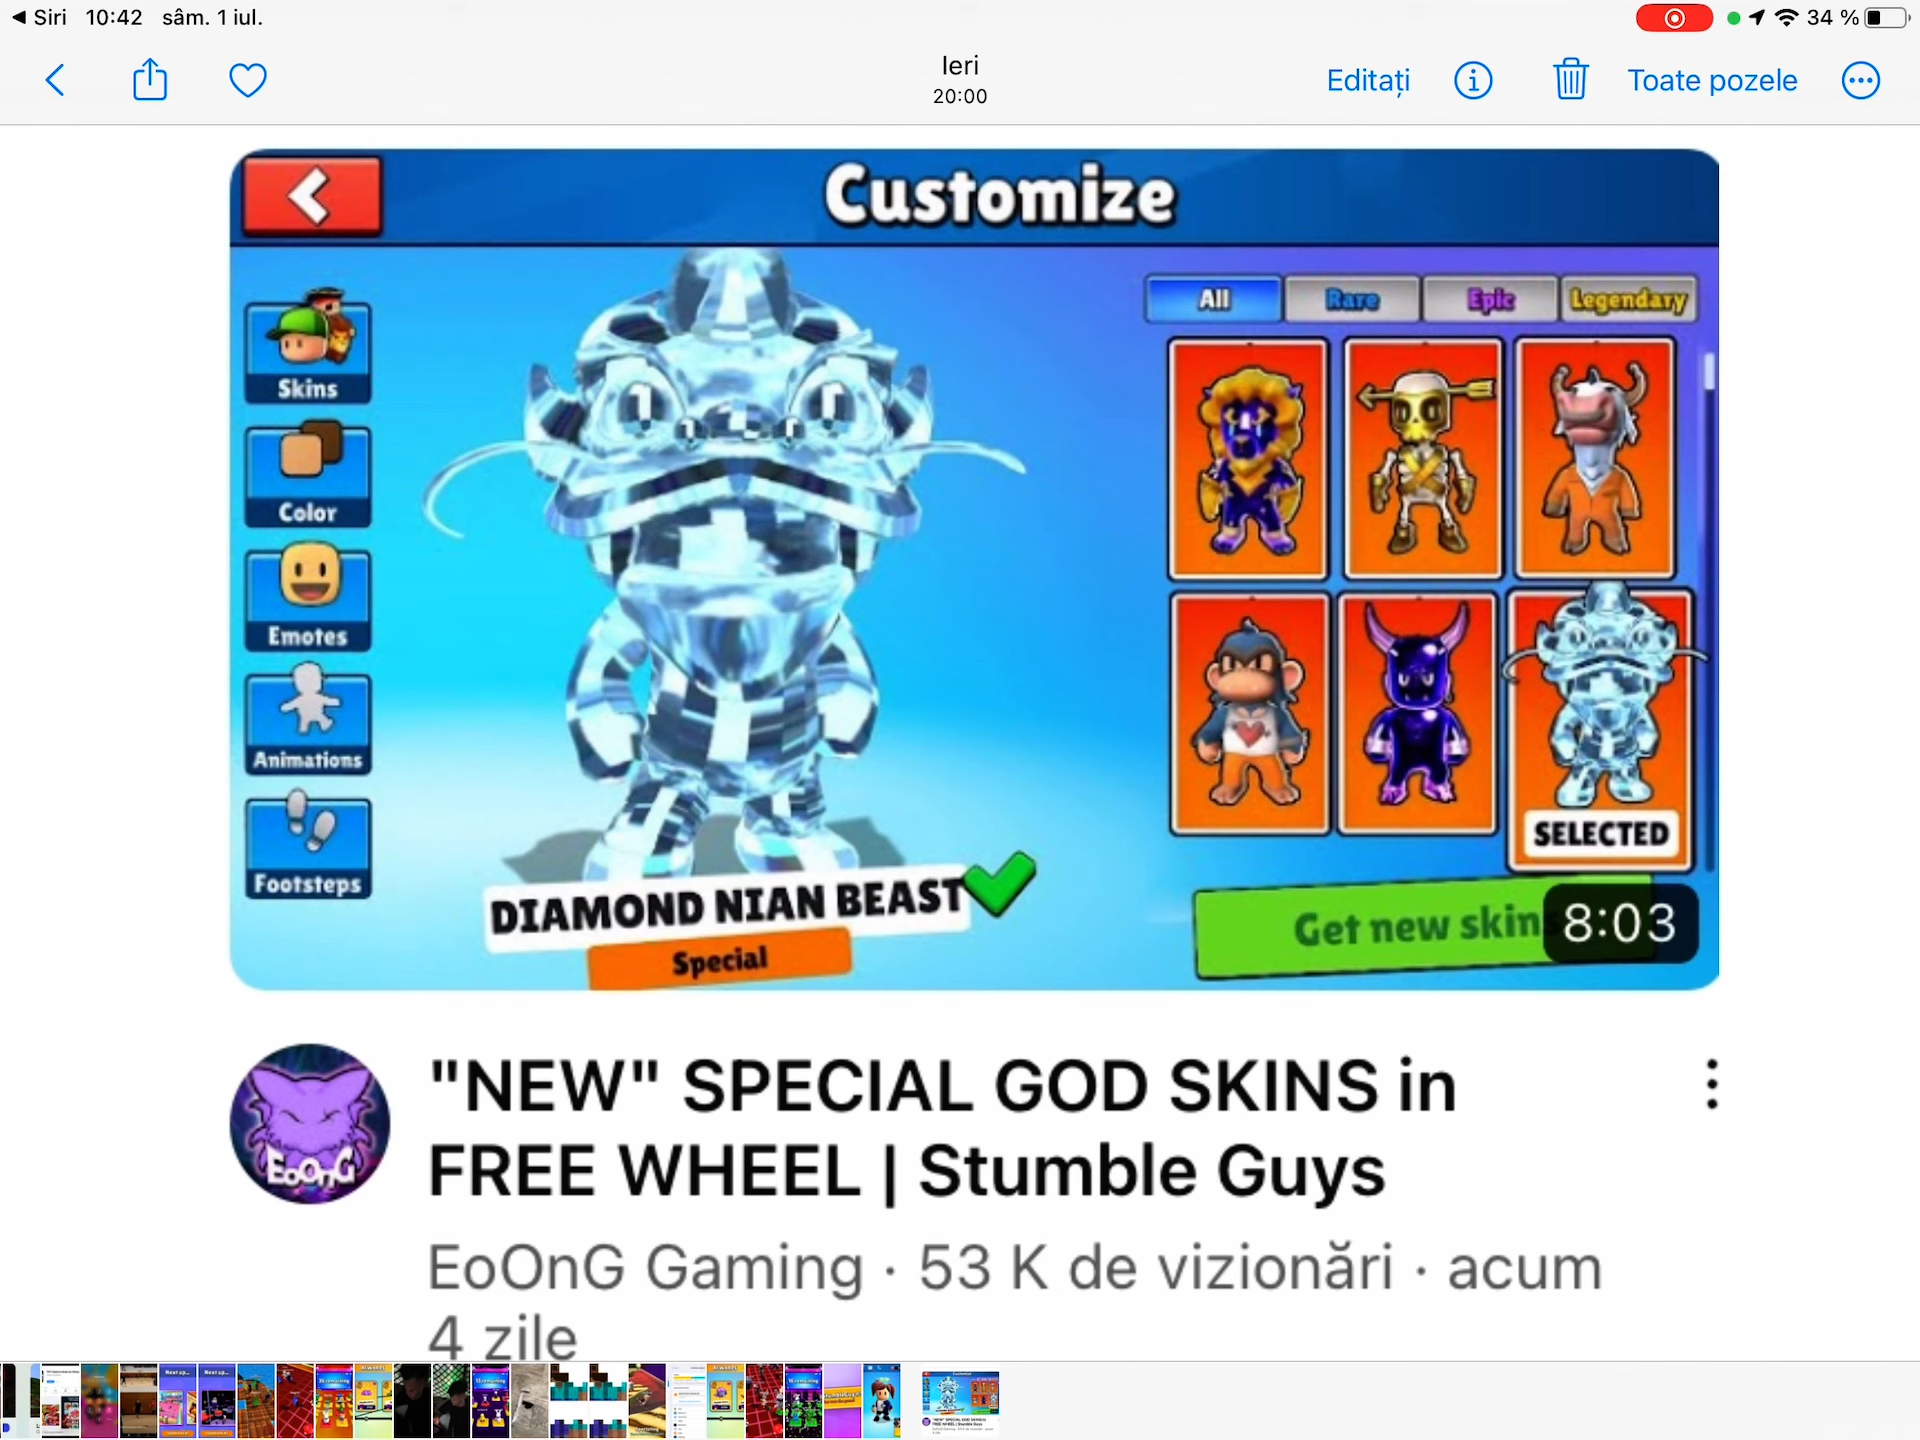 Siri 10:42 sâm. 1 iul.
34 %
Ieri
20:00
Editați
Toate pozele
Customize
All
Rare
Epic
Legendary
Skins
Color
Emotes
Animations
Footsteps
SELECTED
DIAMOND NIAN BEAST
Special
Get new skin
8:03
EoOnG
"NEW" SPECIAL GOD SKINS in
FREE WHEEL | Stumble Guys
EoOnG Gaming · 53 K de vizionări · acum
4 zile